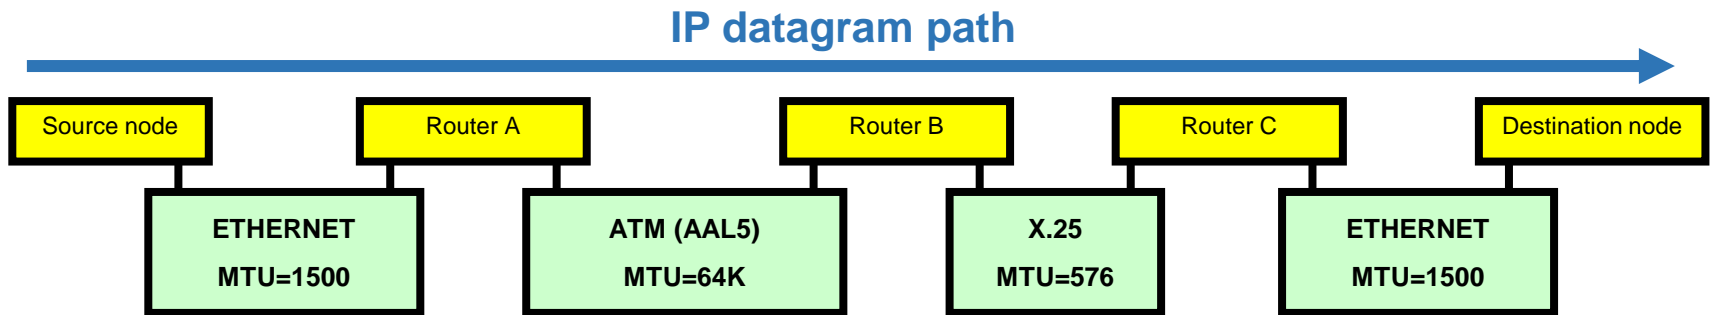 IP datagram path
Source node
Router A
Router B
Router C
Destination node
ETHERNET
MTU=1500
ATM (AAL5)
MTU=64K
X.25
MTU=576
ETHERNET
MTU=1500